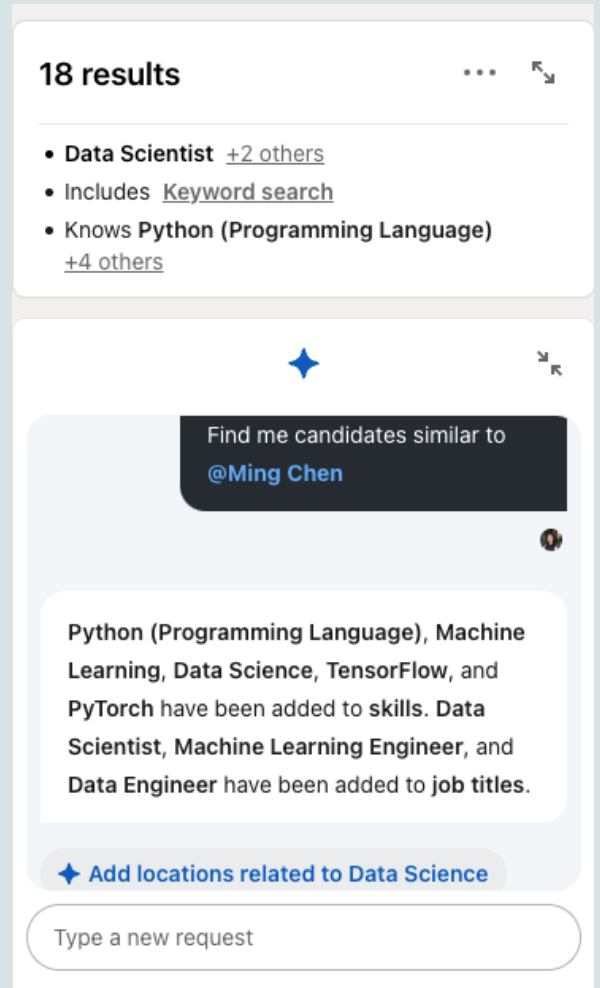 18 results
Data Scientist +2 others
Includes Keyword search
Knows Python (Programming Language)
+4 others
Find me candidates similar to
@Ming Chen
Python (Programming Language), Machine
Learning, Data Science, TensorFlow, and
PyTorch have been added to skills. Data
Scientist, Machine Learning Engineer, and
Data Engineer have been added to job titles.
Add locations related to Data Science
Type a new request